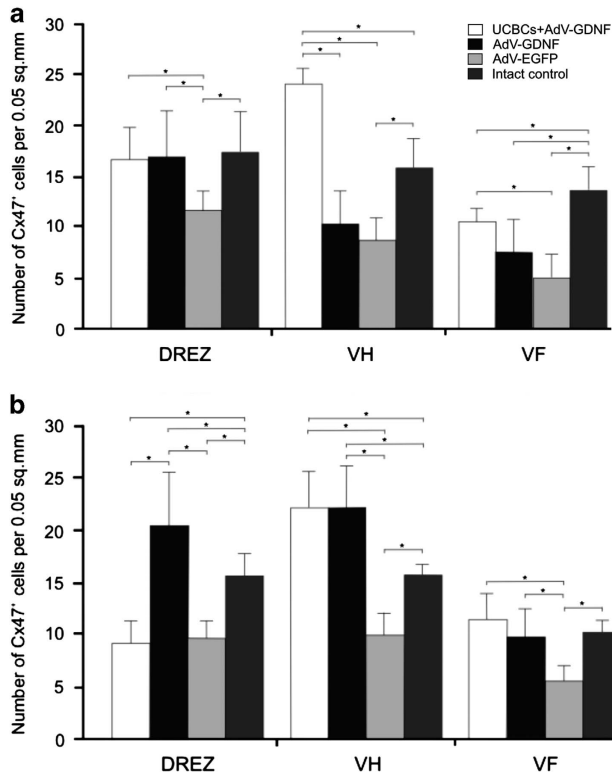 a
Number of Cx47⁺ cells per 0.05 sq.mm
30
25
20
15
10
5
0
UCBCs+AdV-GDNF
AdV-GDNF
AdV-EGFP
Intact control
* * *
* * * *
* * * *
DREZ VH VF
b
Number of Cx47⁺ cells per 0.05 sq.mm
30
25
20
15
10
5
0
* * * * *
* * * * *
* * *
DREZ VH VF